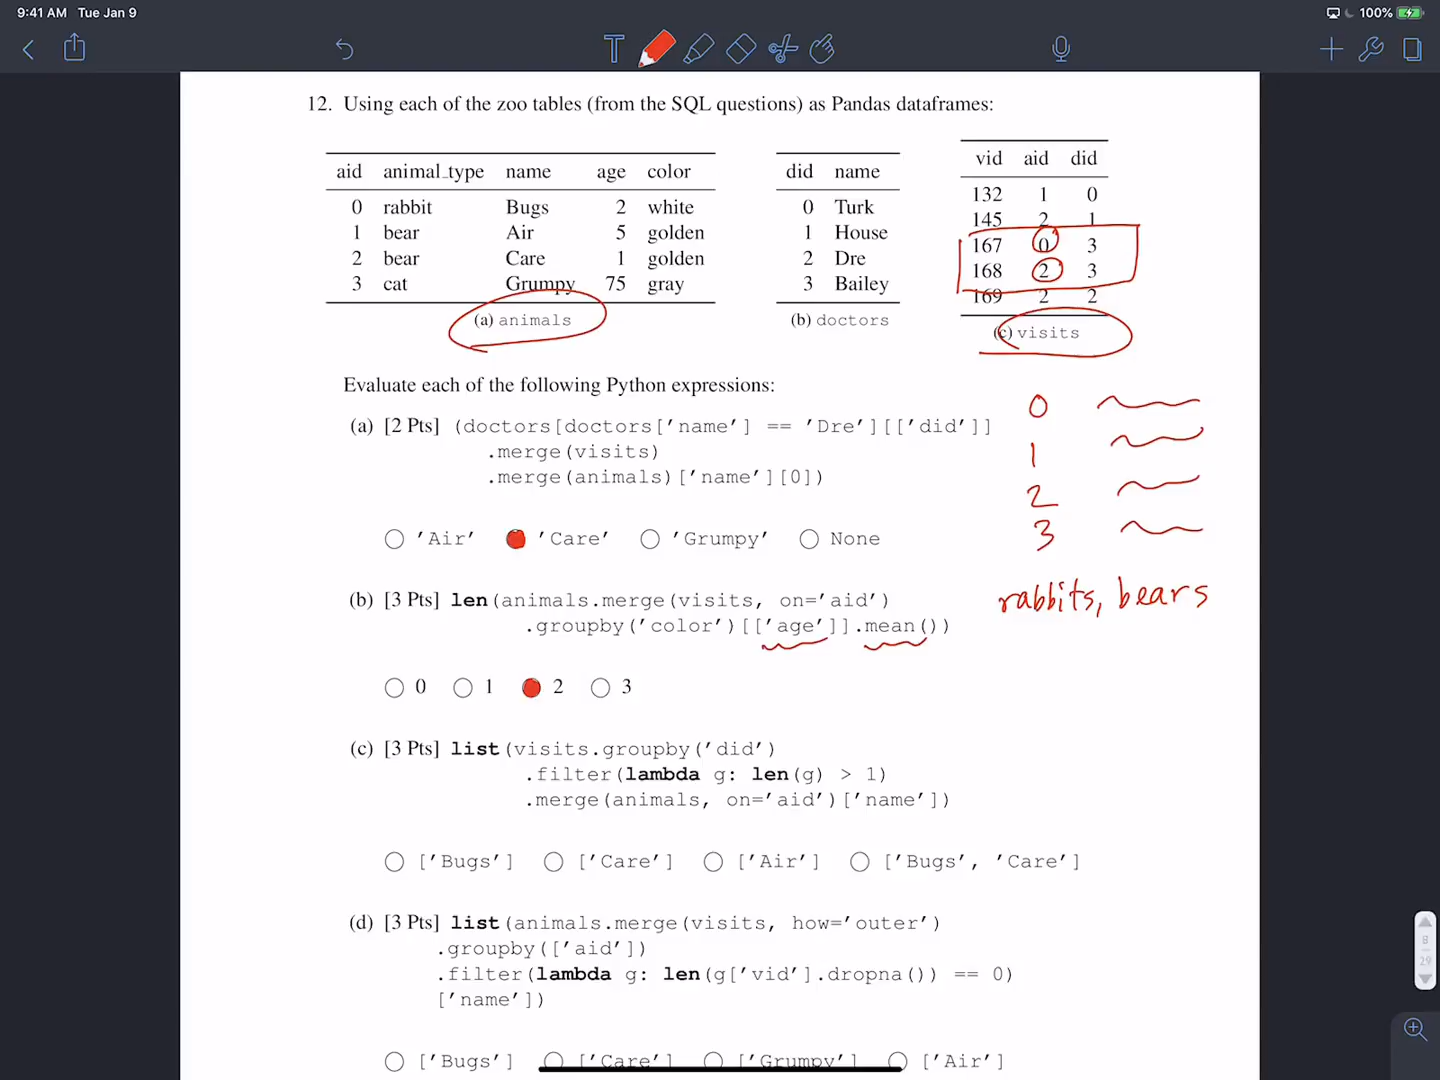 9:41 AM Tue Jan 9
100%
12. Using each of the zoo tables (from the SQL questions) as Pandas dataframes:
aid animal_type name age color
0 rabbit Bugs 2 white
1 bear Air 5 golden
2 bear Care 1 golden
3 cat Grumpy 75 gray
(a) animals
did name
0 Turk
1 House
2 Dre
3 Bailey
(b) doctors
vid aid did
132 1 0
145 2 1
167 0 3
168 2 3
169 2 2
(c) visits
Evaluate each of the following Python expressions:
(a) [2 Pts] (doctors[doctors['name'] == 'Dre'][['did']]
.merge(visits)
.merge(animals)['name'][0])
'Air' 'Care' 'Grumpy' None
0
1
2
3
(b) [3 Pts] len(animals.merge(visits, on='aid')
.groupby('color')[['age']].mean())
rabbits, bears
0 1 2 3
(c) [3 Pts] list(visits.groupby('did')
.filter(lambda g: len(g) > 1)
.merge(animals, on='aid')['name'])
['Bugs'] ['Care'] ['Air'] ['Bugs', 'Care']
(d) [3 Pts] list(animals.merge(visits, how='outer')
.groupby(['aid'])
.filter(lambda g: len(g['vid'].dropna()) == 0)
['name'])
['Bugs'] ['Care'] ['Grumpy'] ['Air']
8
29